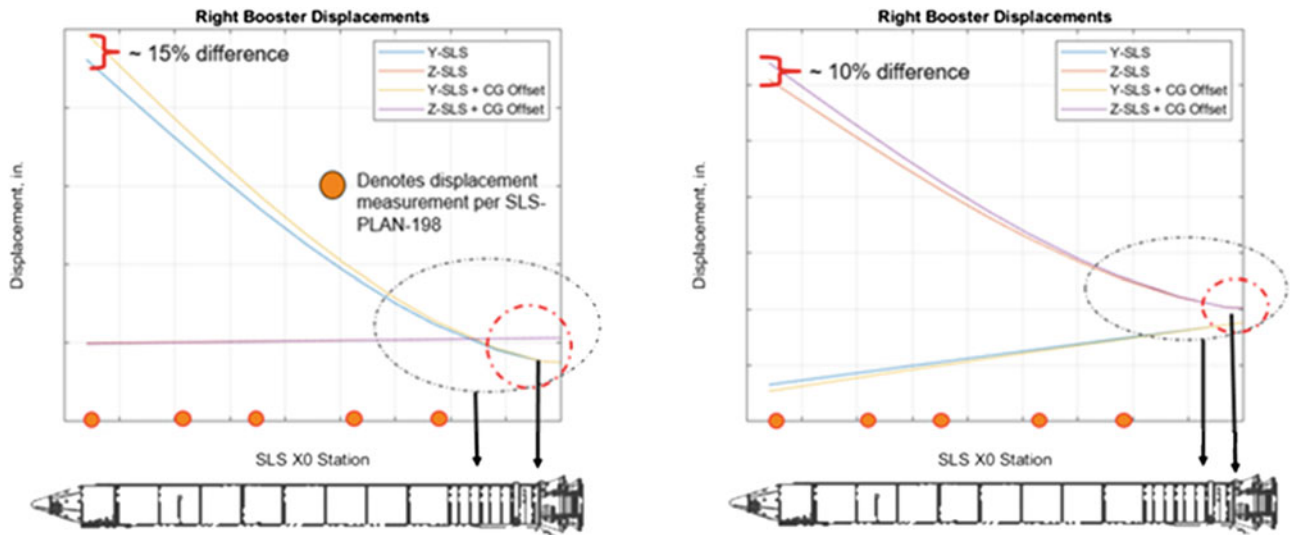 Right Booster Displacements
~ 15% difference
Y-SLS
Z-SLS
Y-SLS + CG Offset
Z-SLS + CG Offset
Denotes displacement
measurement per SLS-
PLAN-198
Displacement, in.
SLS X0 Station
Right Booster Displacements
~ 10% difference
Y-SLS
Z-SLS
Y-SLS + CG Offset
Z-SLS + CG Offset
Displacement, in.
SLS X0 Station